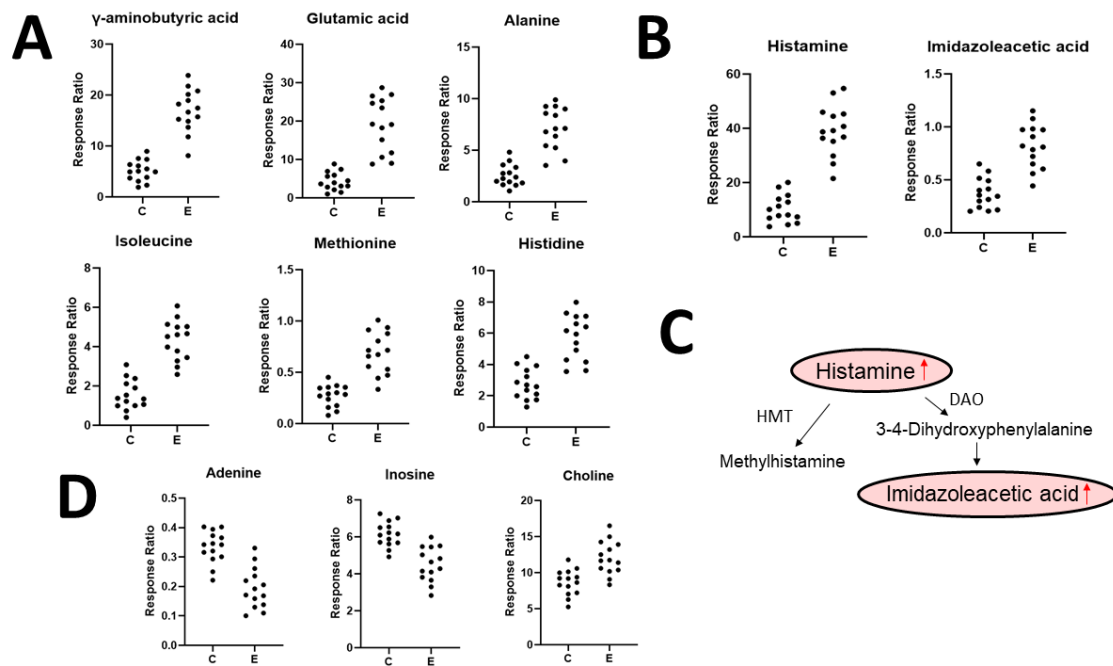 A
γ-aminobutyric acid
Response Ratio
30
20
10
0
C E
Glutamic acid
Response Ratio
40
30
20
10
0
C E
Alanine
Response Ratio
15
10
5
0
C E
Isoleucine
Response Ratio
8
6
4
2
0
C E
Methionine
Response Ratio
1.5
1.0
0.5
0.0
C E
Histidine
Response Ratio
10
8
6
4
2
0
C E
B
Histamine
Response Ratio
60
40
20
0
C E
Imidazoleacetic acid
Response Ratio
1.5
1.0
0.5
0.0
C E
C
Histamine
HMT
DAO
3-4-Dihydroxyphenylalanine
Methylhistamine
Imidazoleacetic acid
D
Adenine
Response Ratio
0.5
0.4
0.3
0.2
0.1
0.0
C E
Inosine
Response Ratio
8
6
4
2
0
C E
Choline
Response Ratio
20
15
10
5
0
C E